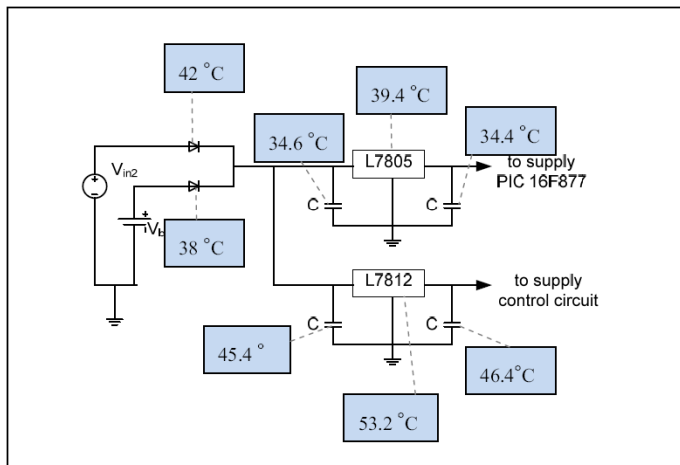 42 °C
39.4 °C
34.6 °C
34.4 °C
L7805
to supply
PIC 16F877
Vin2
C
C
38 °C
L7812
to supply
control circuit
C
C
45.4 °
46.4°C
53.2 °C